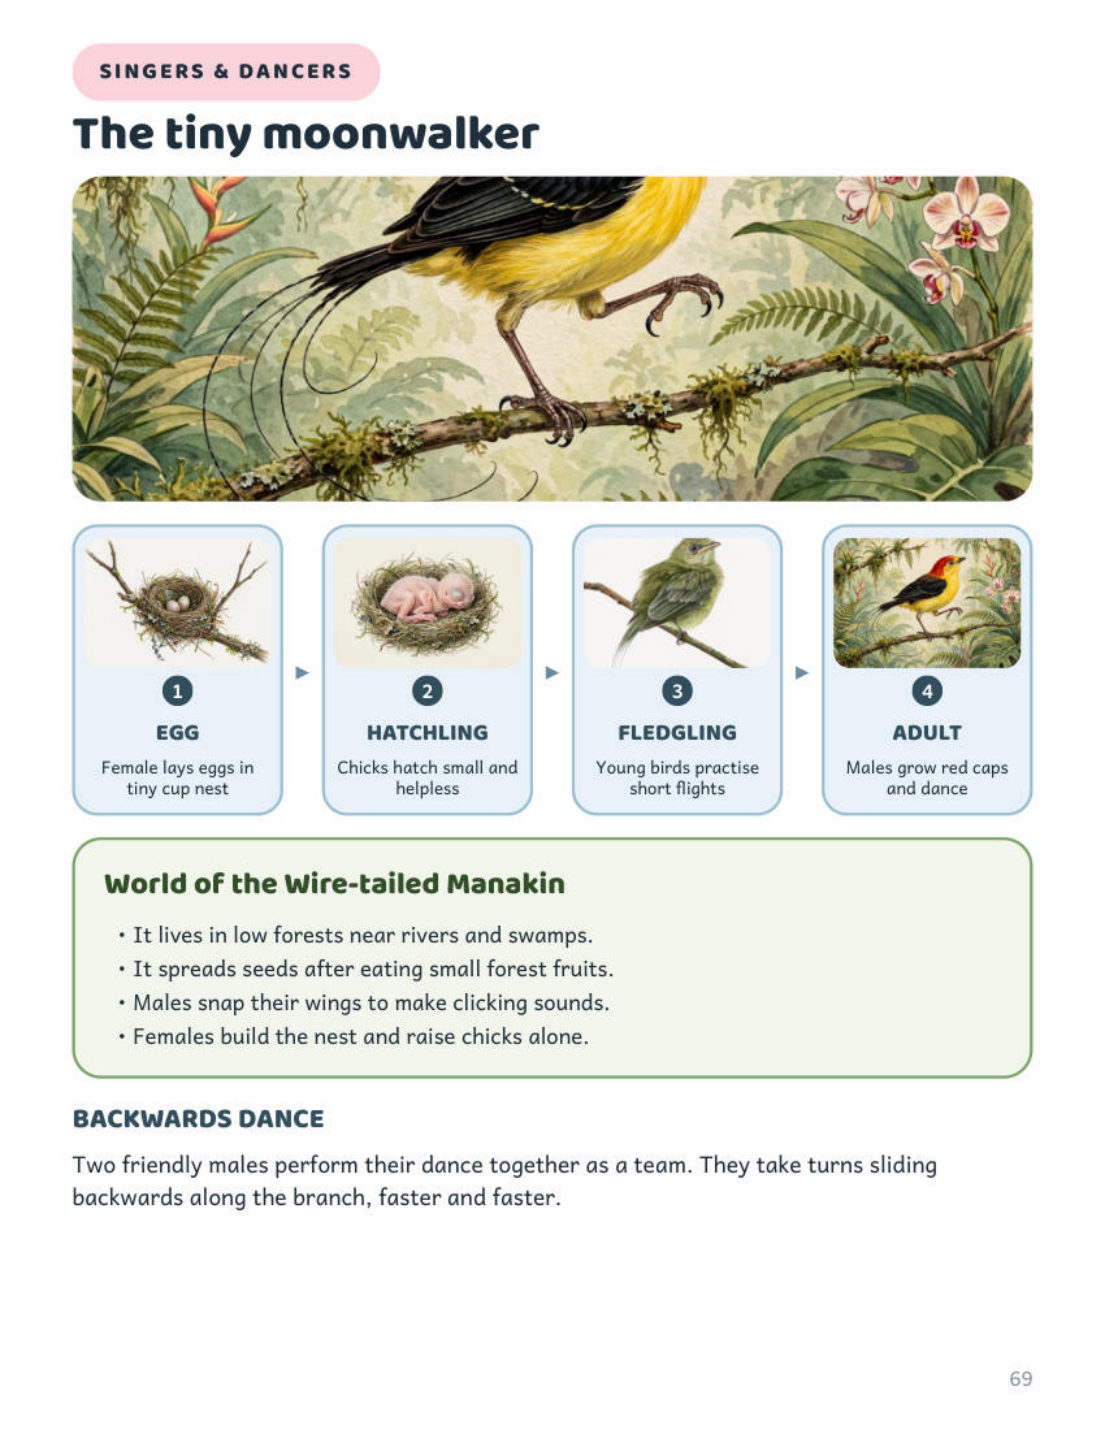 SINGERS & DANCERS
The tiny moonwalker
1
EGG
Female lays eggs in
tiny cup nest
2
HATCHLING
Chicks hatch small and
helpless
3
FLEDGLING
Young birds practise
short flights
4
ADULT
Males grow red caps
and dance
World of the Wire-tailed Manakin
• It lives in low forests near rivers and swamps.
• It spreads seeds after eating small forest fruits.
• Males snap their wings to make clicking sounds.
• Females build the nest and raise chicks alone.
BACKWARDS DANCE
Two friendly males perform their dance together as a team. They take turns sliding
backwards along the branch, faster and faster.
69